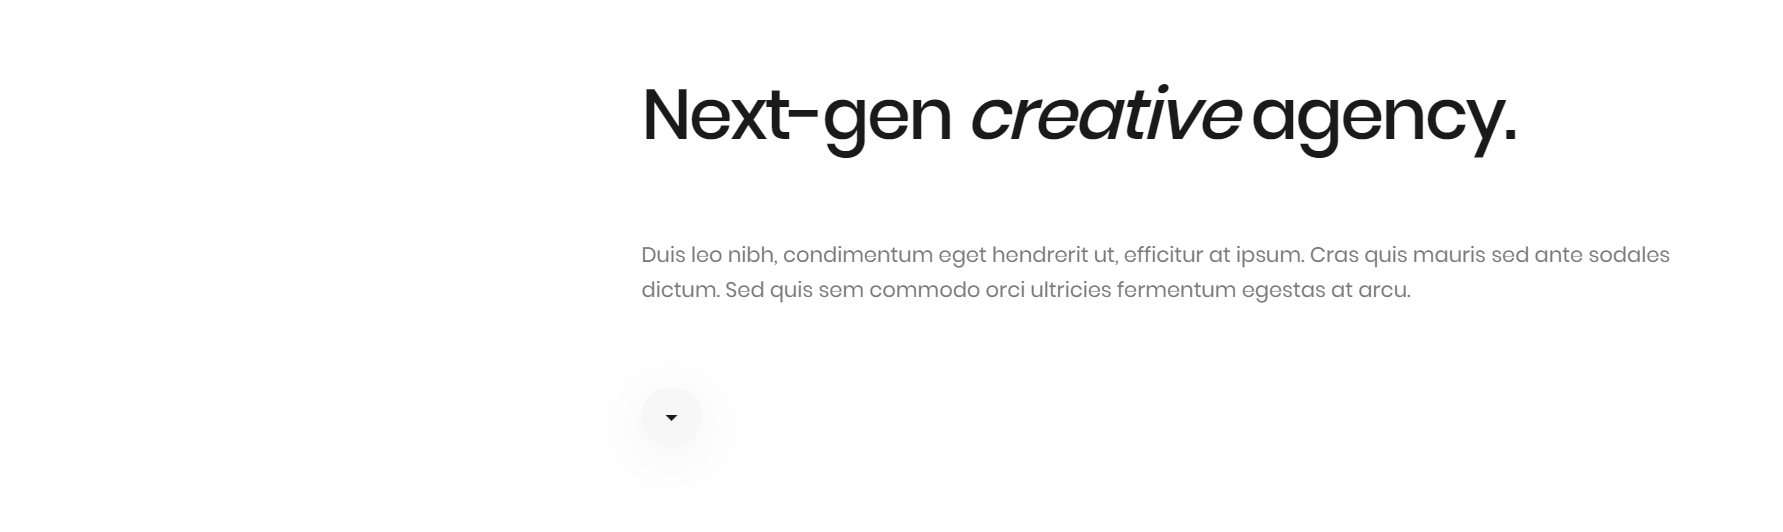 Next-gen creative agency.
Duis leo nibh, condimentum eget hendrerit ut, efficitur at ipsum. Cras quis mauris sed ante sodales
dictum. Sed quis sem commodo orci ultricies fermentum egestas at arcu.